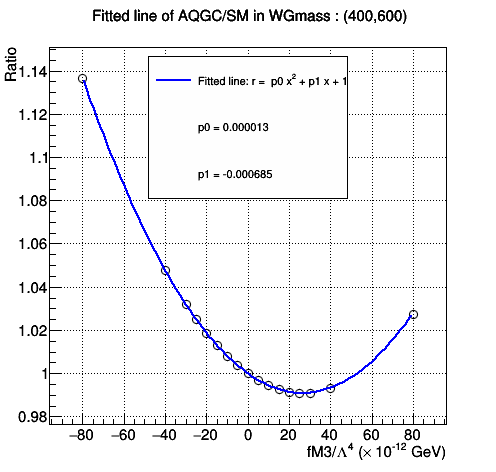 Fitted line of AQGC/SM in WGmass : (400,600)
Ratio
1.14
1.12
1.1
1.08
1.06
1.04
1.02
1
0.98
Fitted line: r = p0 x² + p1 x + 1
p0 = 0.000013
p1 = -0.000685
−80 −60 −40 −20 0 20 40 60 80
fM3/Λ⁴ (× 10⁻¹² GeV)